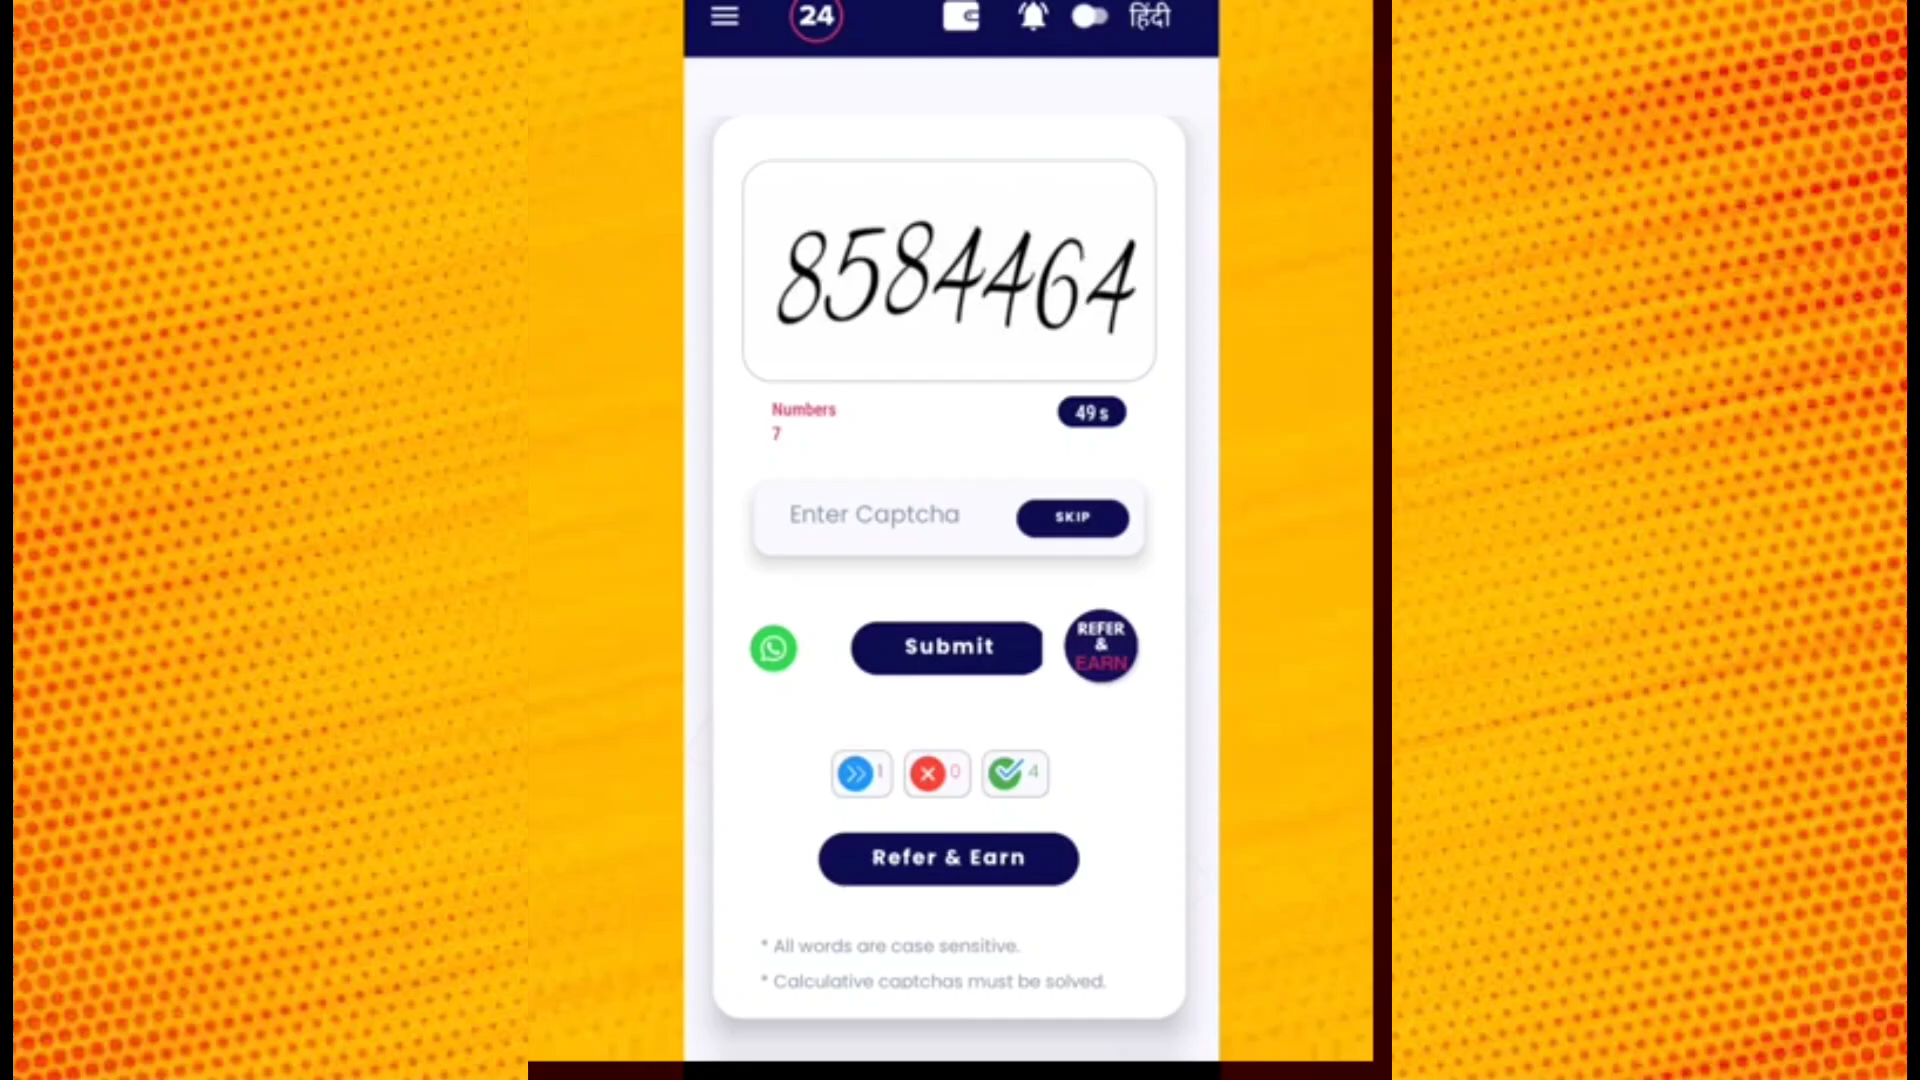 24 हिंदी
8584464
Numbers
7
49 s
Enter Captcha
SKIP
Submit
REFER
&
EARN
1 0 4
Refer & Earn
* All words are case sensitive.
* Calculative captchas must be solved.